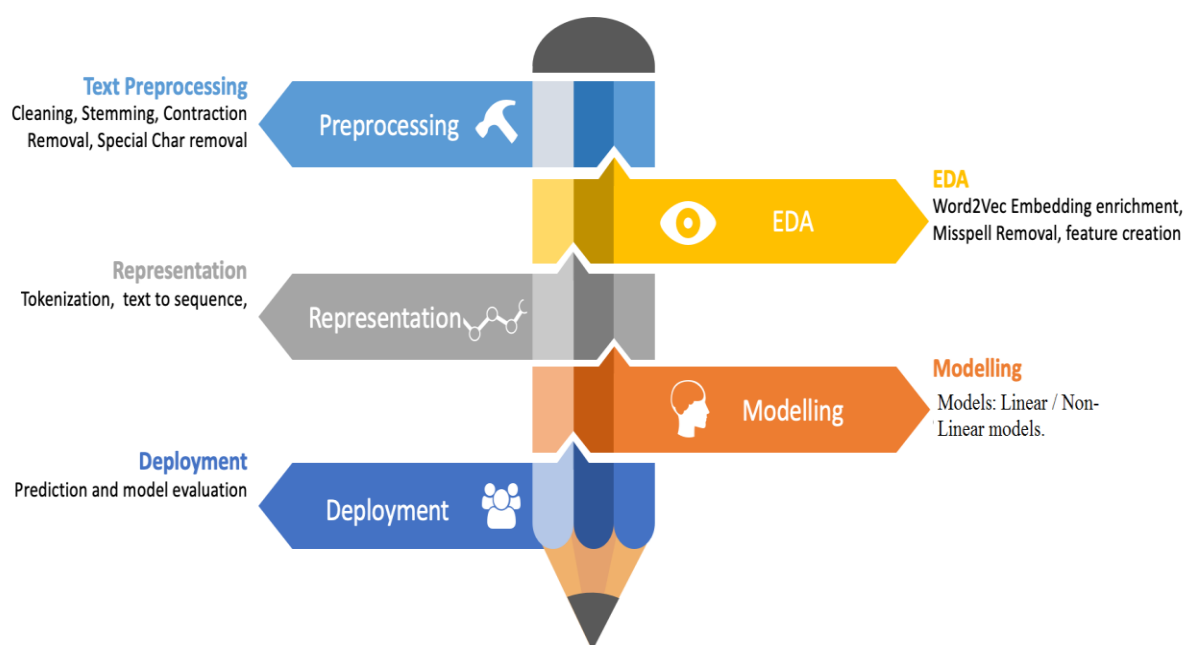 Text Preprocessing
Cleaning, Stemming, Contraction
Removal, Special Char removal
Preprocessing
EDA
EDA
Word2Vec Embedding enrichment,
Misspell Removal, feature creation
Representation
Tokenization,  text to sequence,
Representation
Modelling
Modelling
Models: Linear / Non-
Linear models.
Deployment
Prediction and model evaluation
Deployment